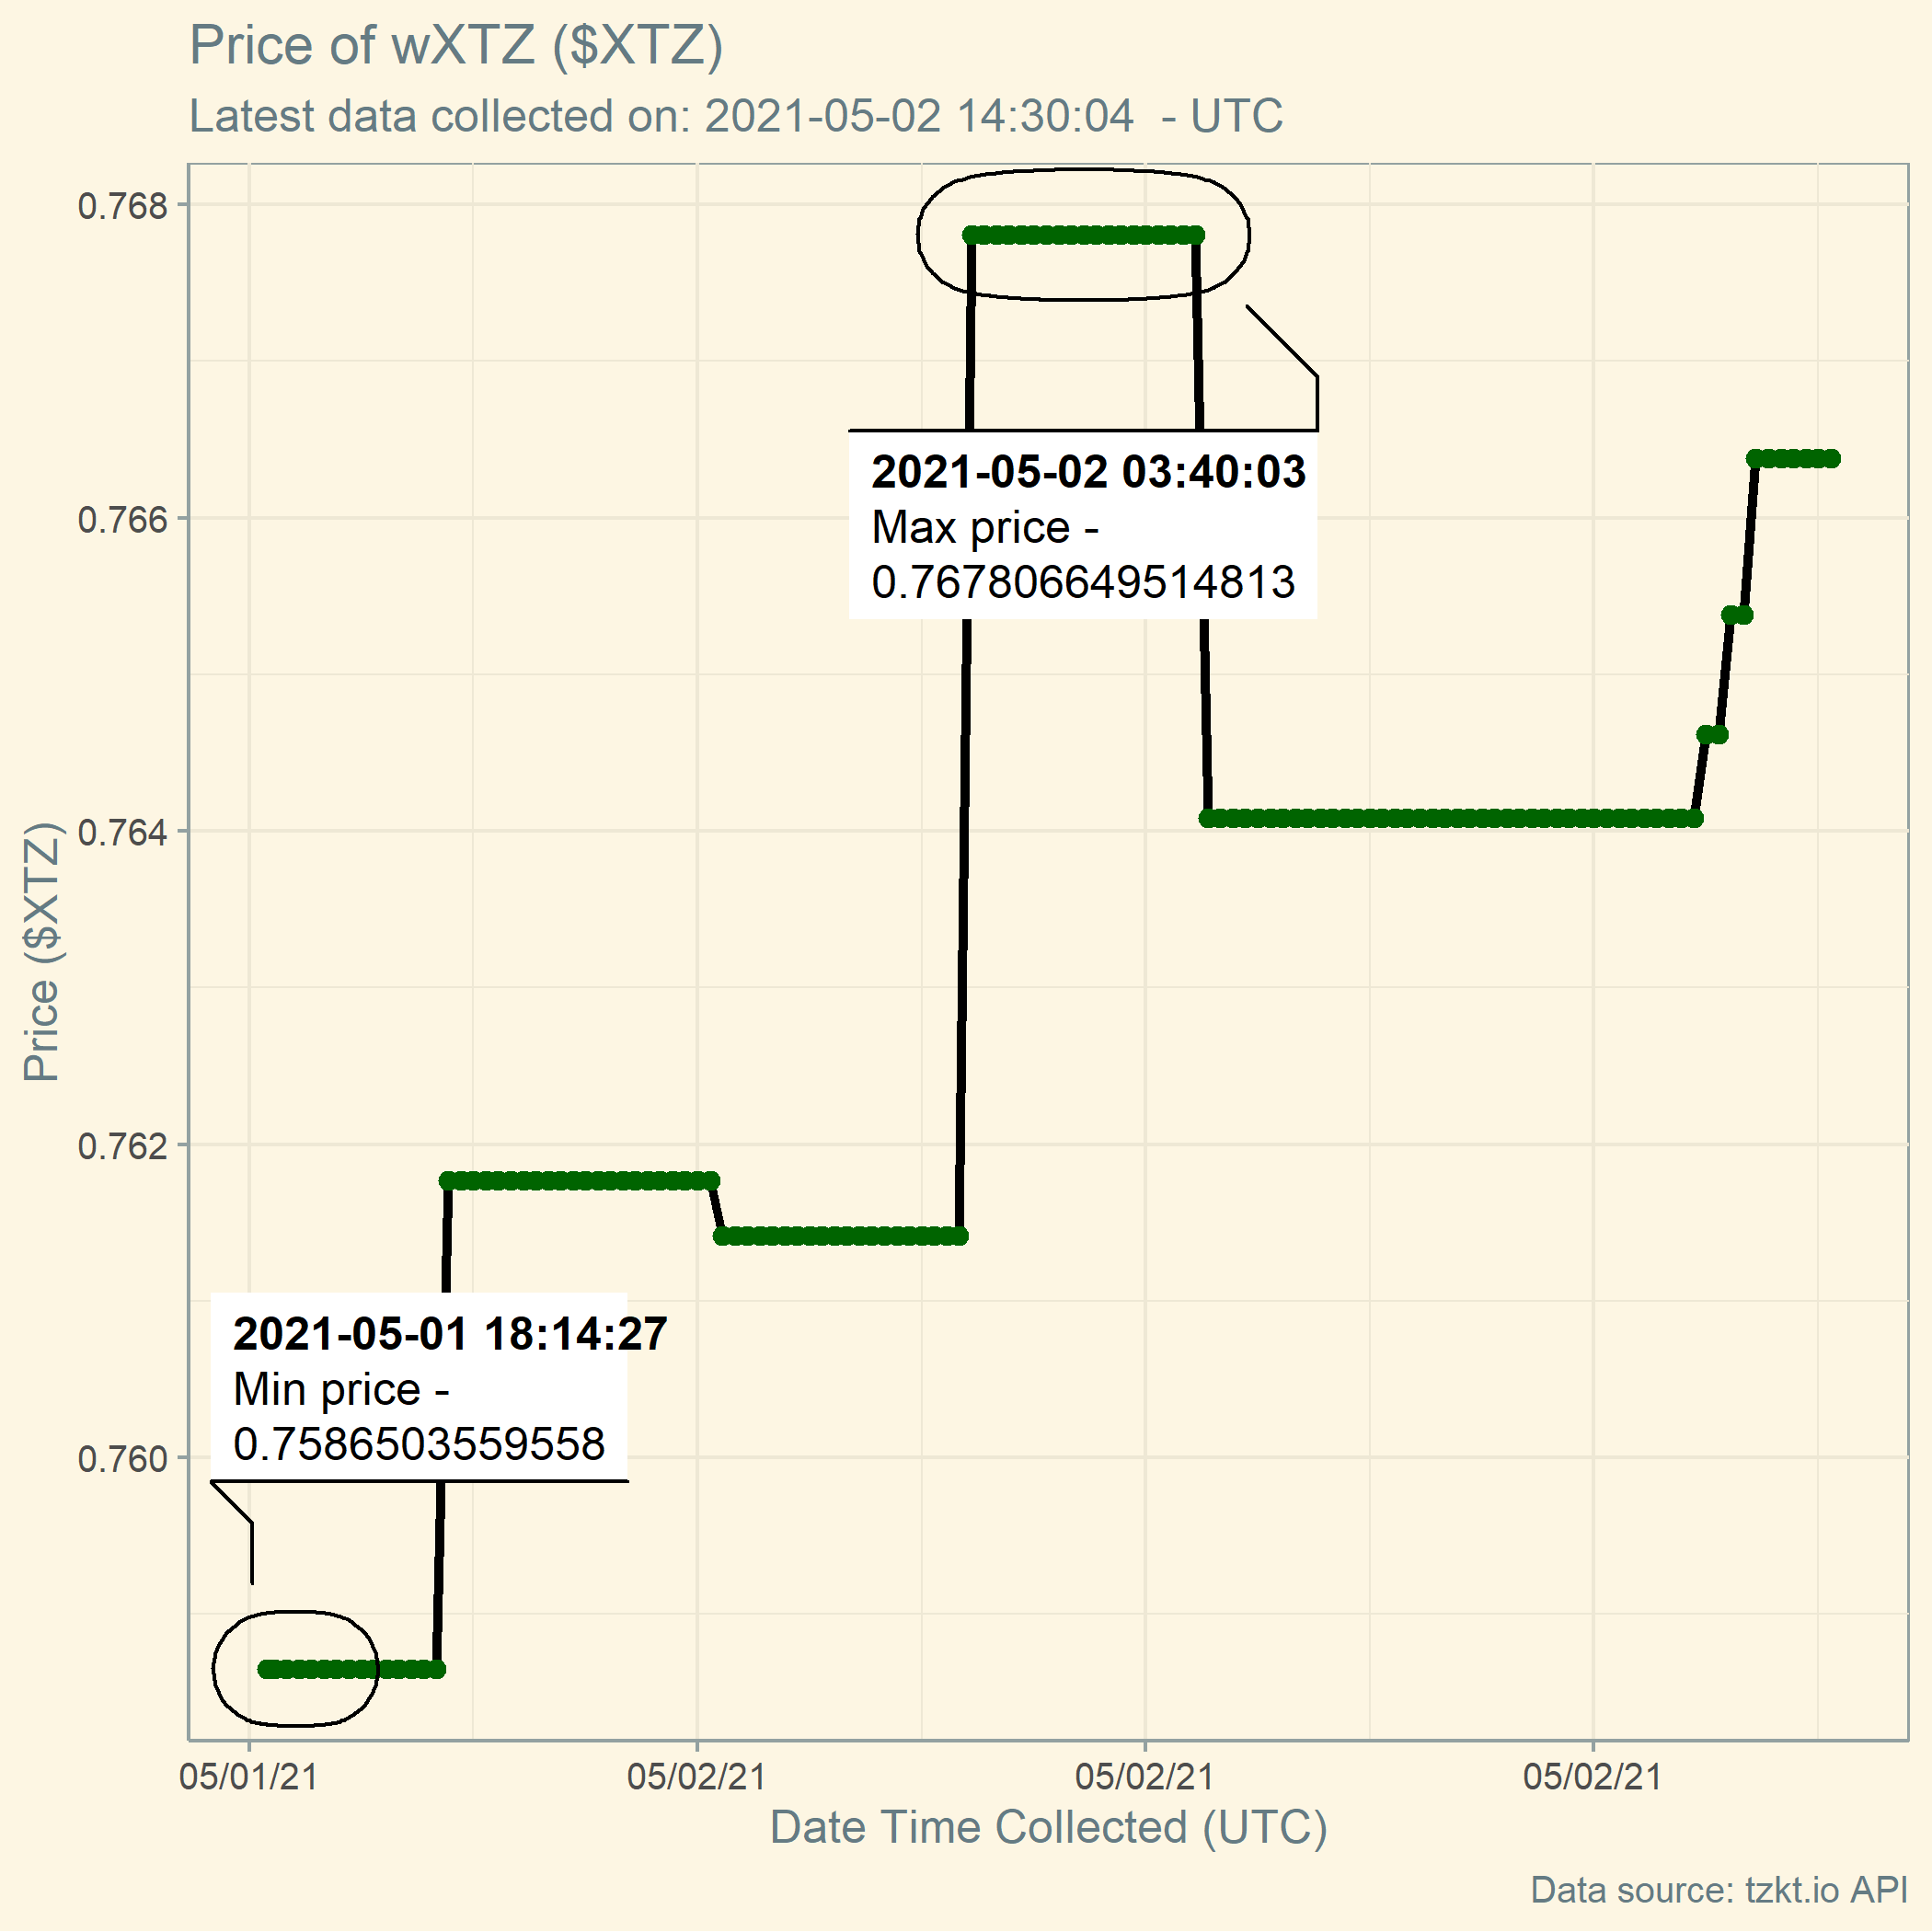 Price of wXTZ ($XTZ)
Latest data collected on: 2021-05-02 14:30:04  - UTC
0.768
0.766
0.764
0.762
0.760
Price ($XTZ)
2021-05-02 03:40:03
Max price -
0.767806649514813
2021-05-01 18:14:27
Min price -
0.7586503559558
05/01/21
05/02/21
05/02/21
05/02/21
Date Time Collected (UTC)
Data source: tzkt.io API